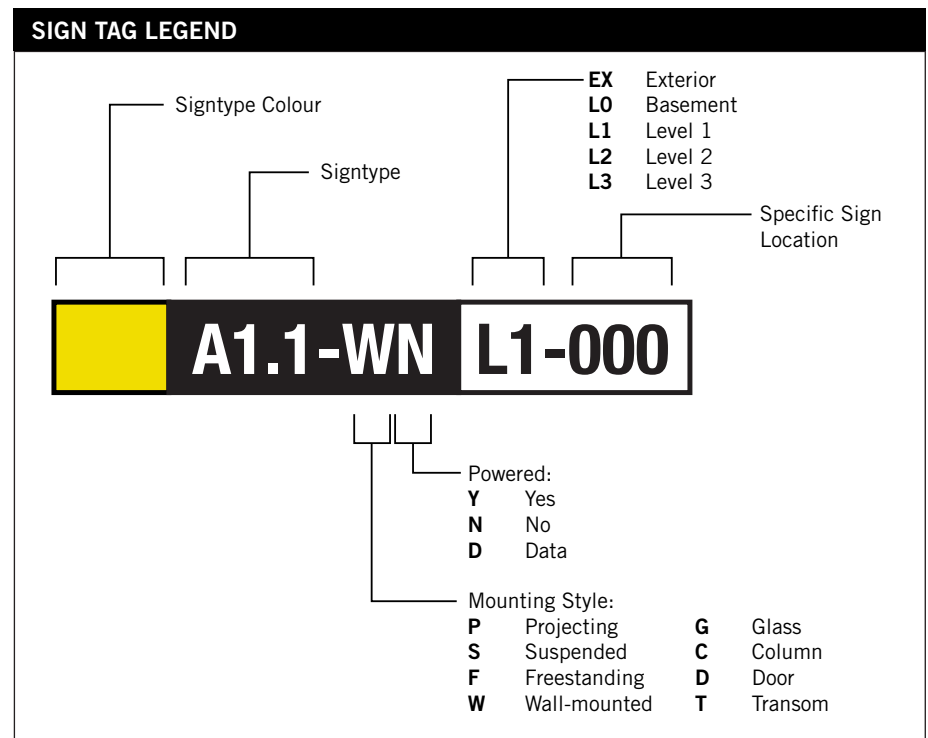 SIGN TAG LEGEND
EX Exterior
L0 Basement
L1 Level 1
L2 Level 2
L3 Level 3
Signtype Colour
Signtype
Specific Sign
Location
A1.1-WN L1-000
Powered:
Y Yes
N No
D Data
Mounting Style:
P Projecting G Glass
S Suspended C Column
F Freestanding D Door
W Wall-mounted T Transom